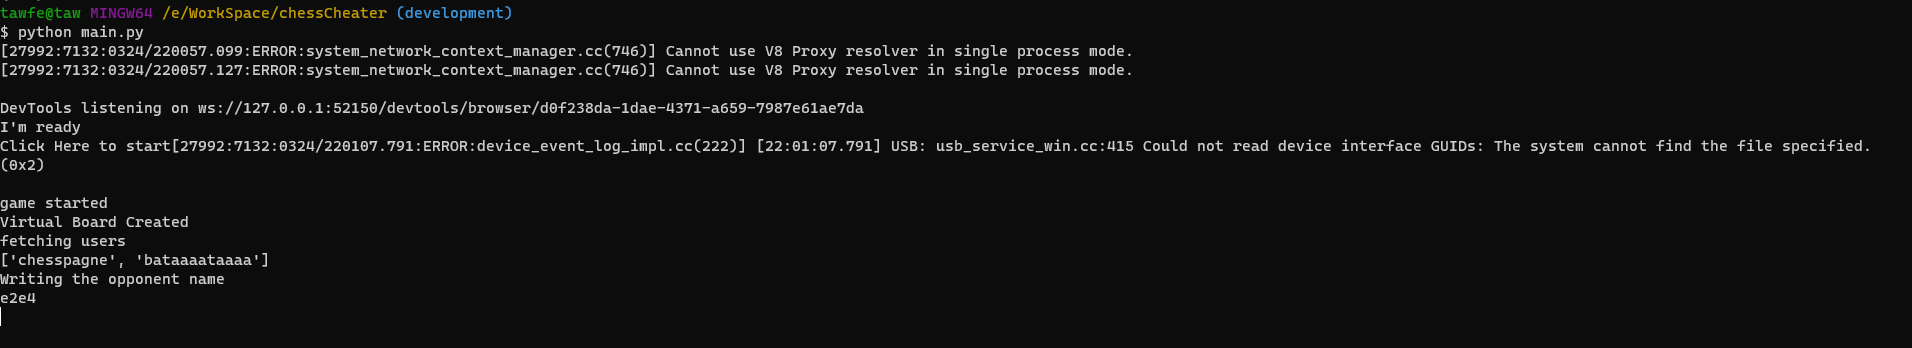 tawfe@taw MINGW64 /e/WorkSpace/chessCheater (development)
$ python main.py
[27992:7132:0324/220057.099:ERROR:system_network_context_manager.cc(746)] Cannot use V8 Proxy resolver in single process mode.
[27992:7132:0324/220057.127:ERROR:system_network_context_manager.cc(746)] Cannot use V8 Proxy resolver in single process mode.
DevTools listening on ws://127.0.0.1:52150/devtools/browser/d0f238da-1dae-4371-a659-7987e61ae7da
I'm ready
Click Here to start[27992:7132:0324/220107.791:ERROR:device_event_log_impl.cc(222)] [22:01:07.791] USB: usb_service_win.cc:415 Could not read device interface GUIDs: The system cannot find the file specified.
(0x2)
game started
Virtual Board Created
fetching users
['chesspagne', 'bataaaataaaa']
Writing the opponent name
e2e4